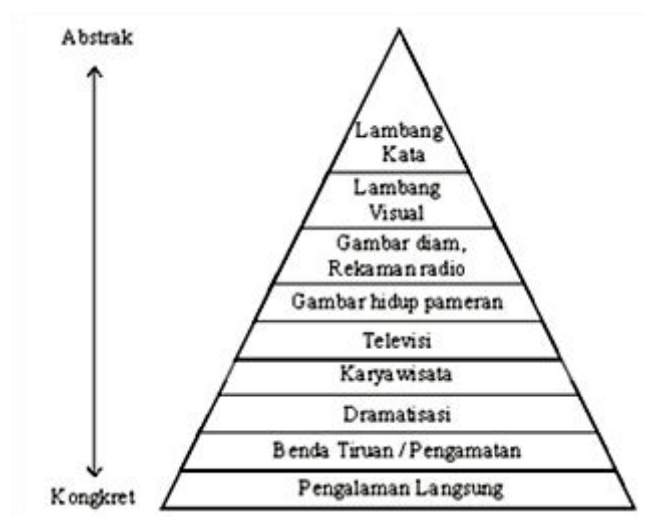 Abstrak
Lambang
Kata
Lambang
Visual
Gambar diam,
Rekaman radio
Gambar hidup pameran
Televisi
Karyawisata
Dramatisasi
Benda Tiruan / Pengamatan
Pengalaman Langsung
Kongkret